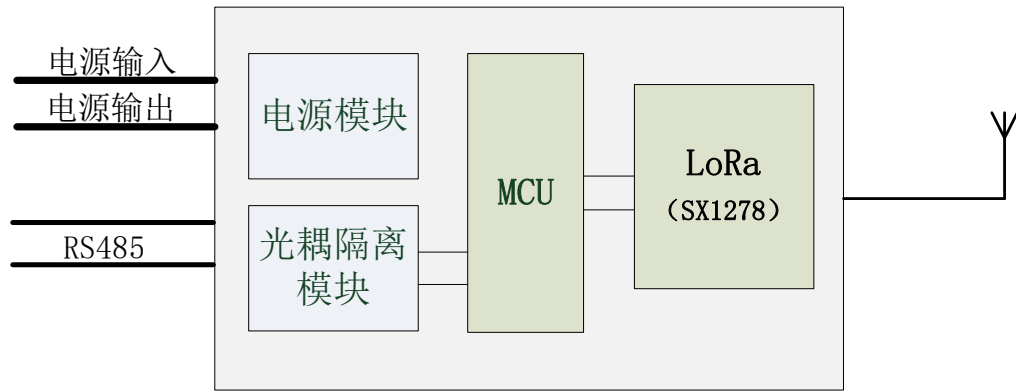 电源输入
电源输出
RS485
电源模块
光耦隔离
模块
MCU
LoRa
(SX1278)